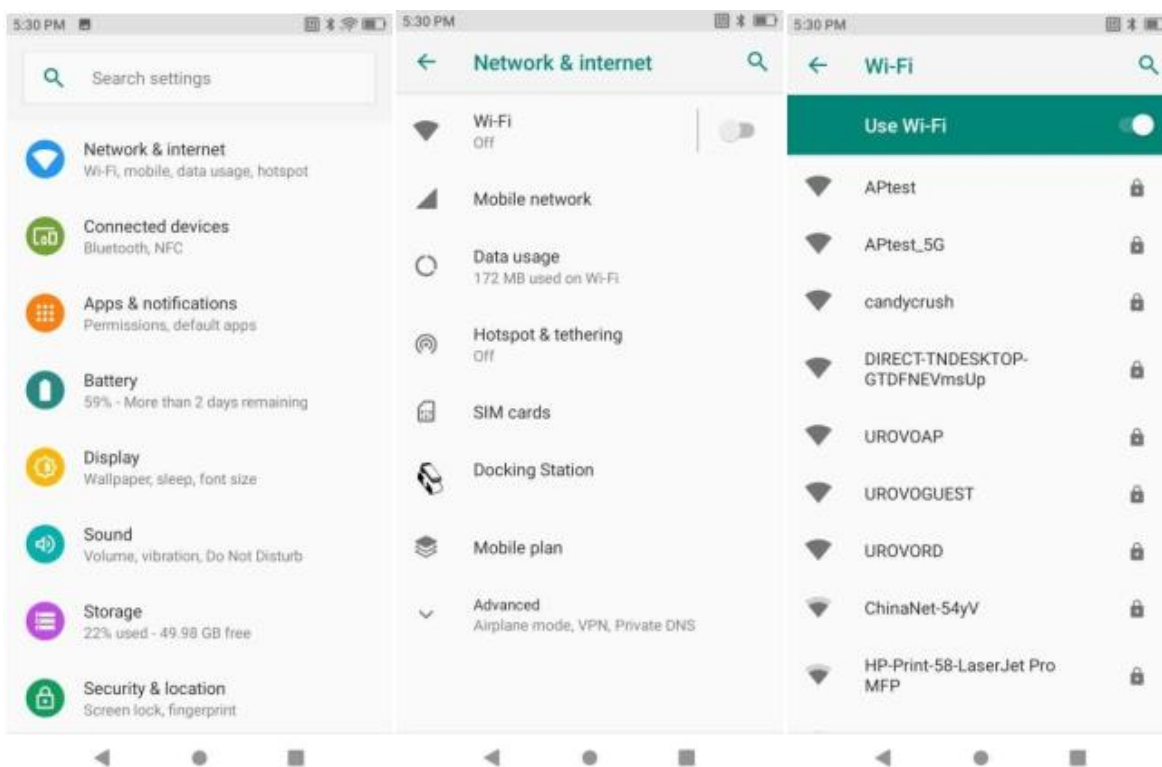 5:30 PM
Search settings
Network & internet
Wi-Fi, mobile, data usage, hotspot
Connected devices
Bluetooth, NFC
Apps & notifications
Permissions, default apps
Battery
59% - More than 2 days remaining
Display
Wallpaper, sleep, font size
Sound
Volume, vibration, Do Not Disturb
Storage
22% used - 49.98 GB free
Security & location
Screen lock, fingerprint
5:30 PM
Network & internet
Wi-Fi
Off
Mobile network
Data usage
172 MB used on Wi-Fi
Hotspot & tethering
Off
SIM cards
Docking Station
Mobile plan
Advanced
Airplane mode, VPN, Private DNS
5:30 PM
Wi-Fi
Use Wi-Fi
APtest
APtest_5G
candycrush
DIRECT-TNDESKTOP-
GTDFNEVmsUp
UROVOAP
UROVOGUEST
UROVORD
ChinaNet-54yV
HP-Print-58-LaserJet Pro
MFP